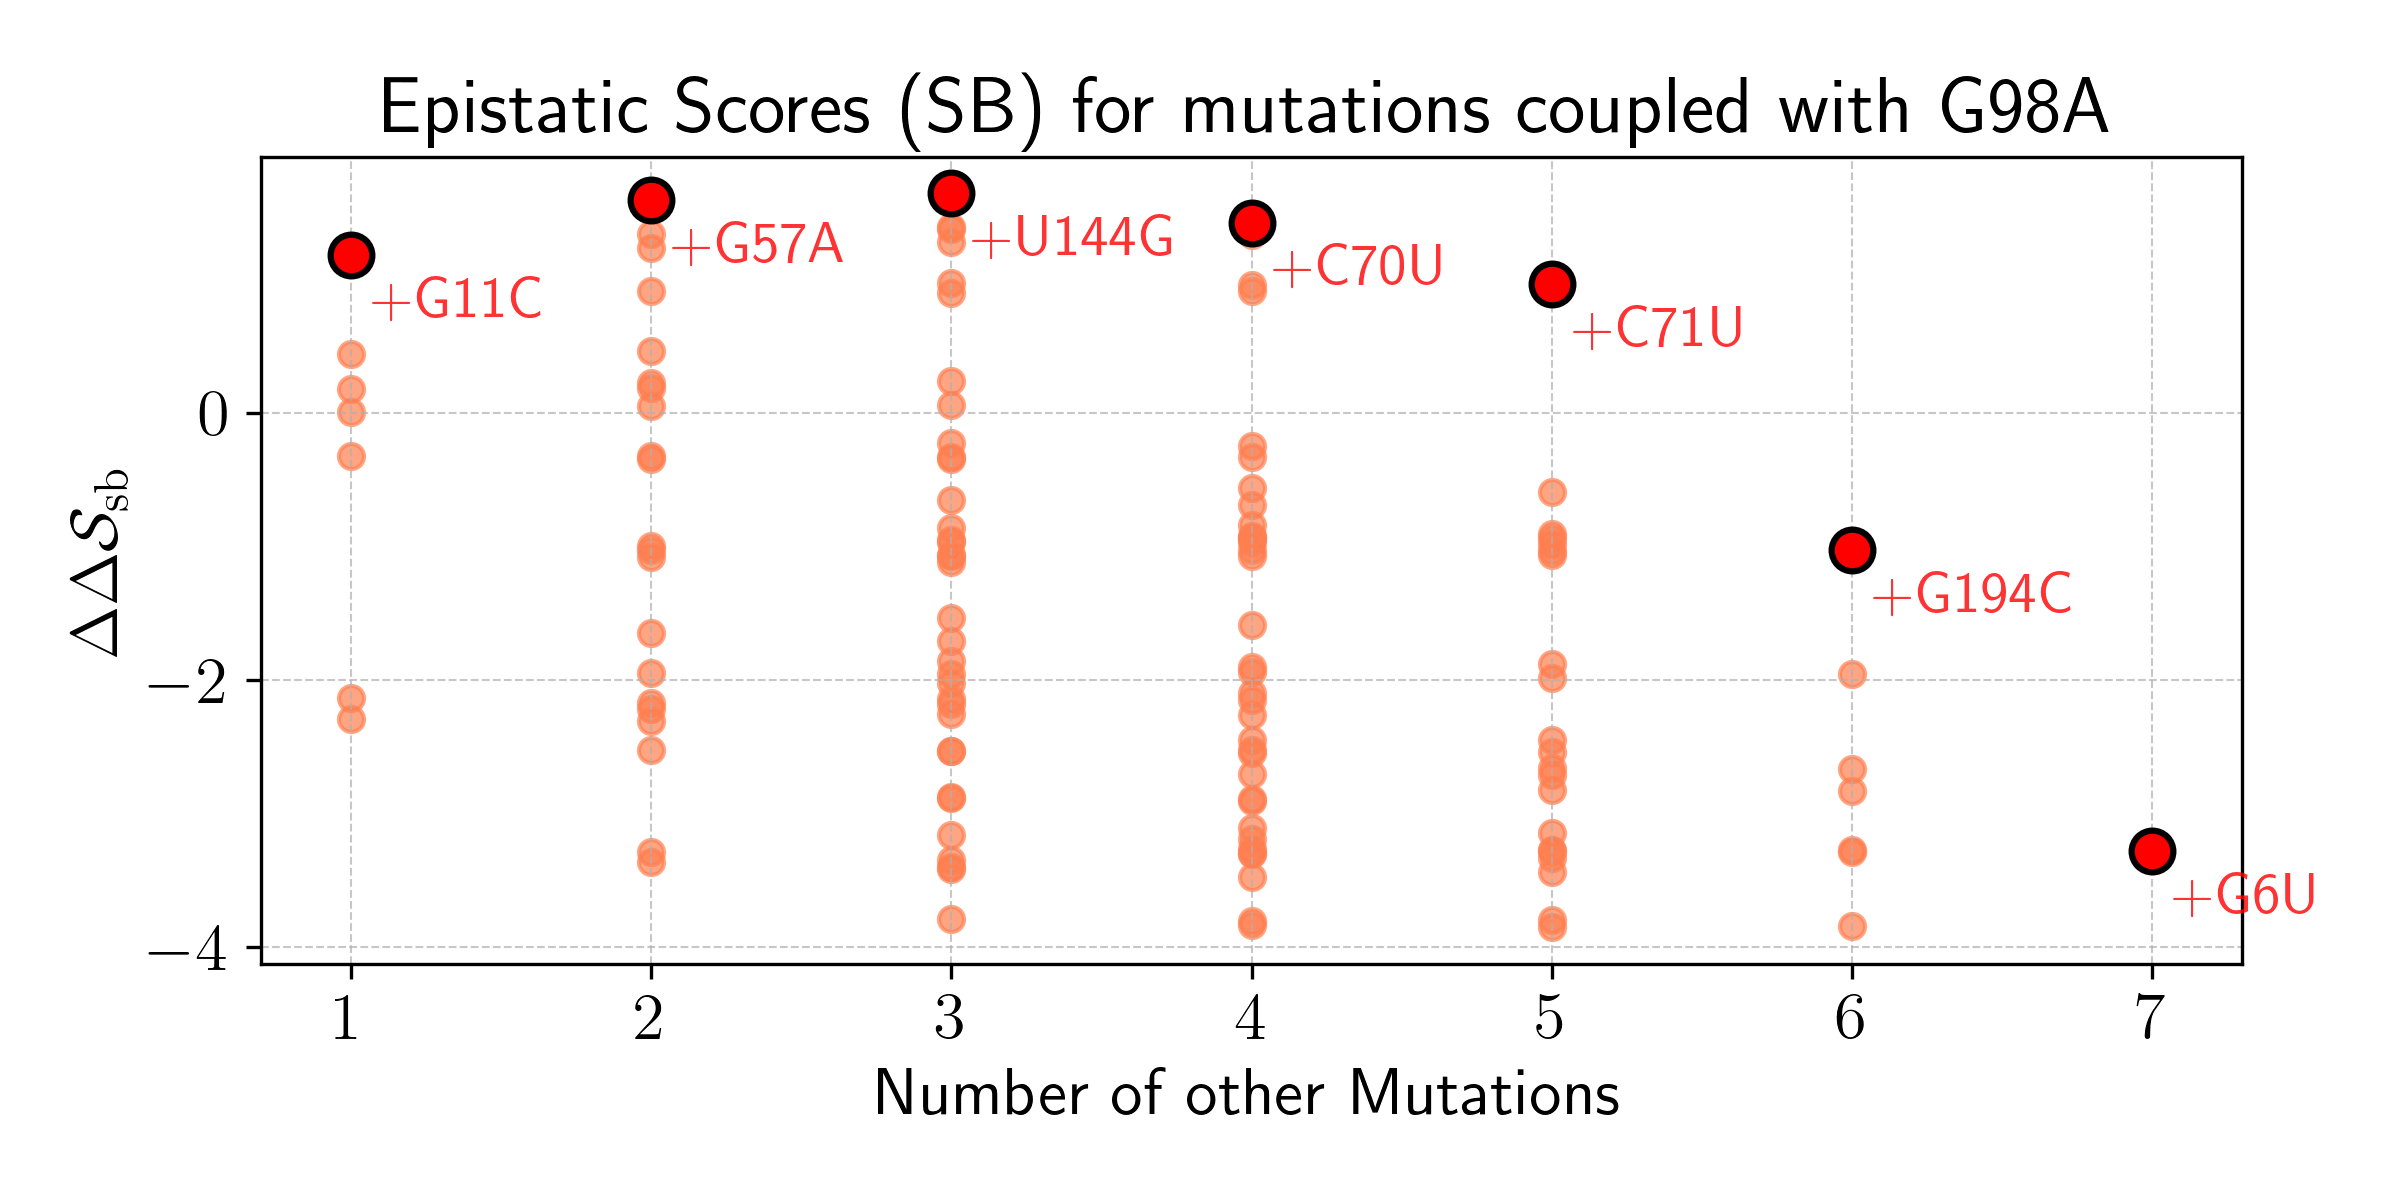 Epistatic Scores (SB) for mutations coupled with G98A
+G11C
+G57A
+U144G
+C70U
+C71U
+G194C
+G6U
0
−2
−4
ΔΔ𝒮sb
1 2 3 4 5 6 7
Number of other Mutations